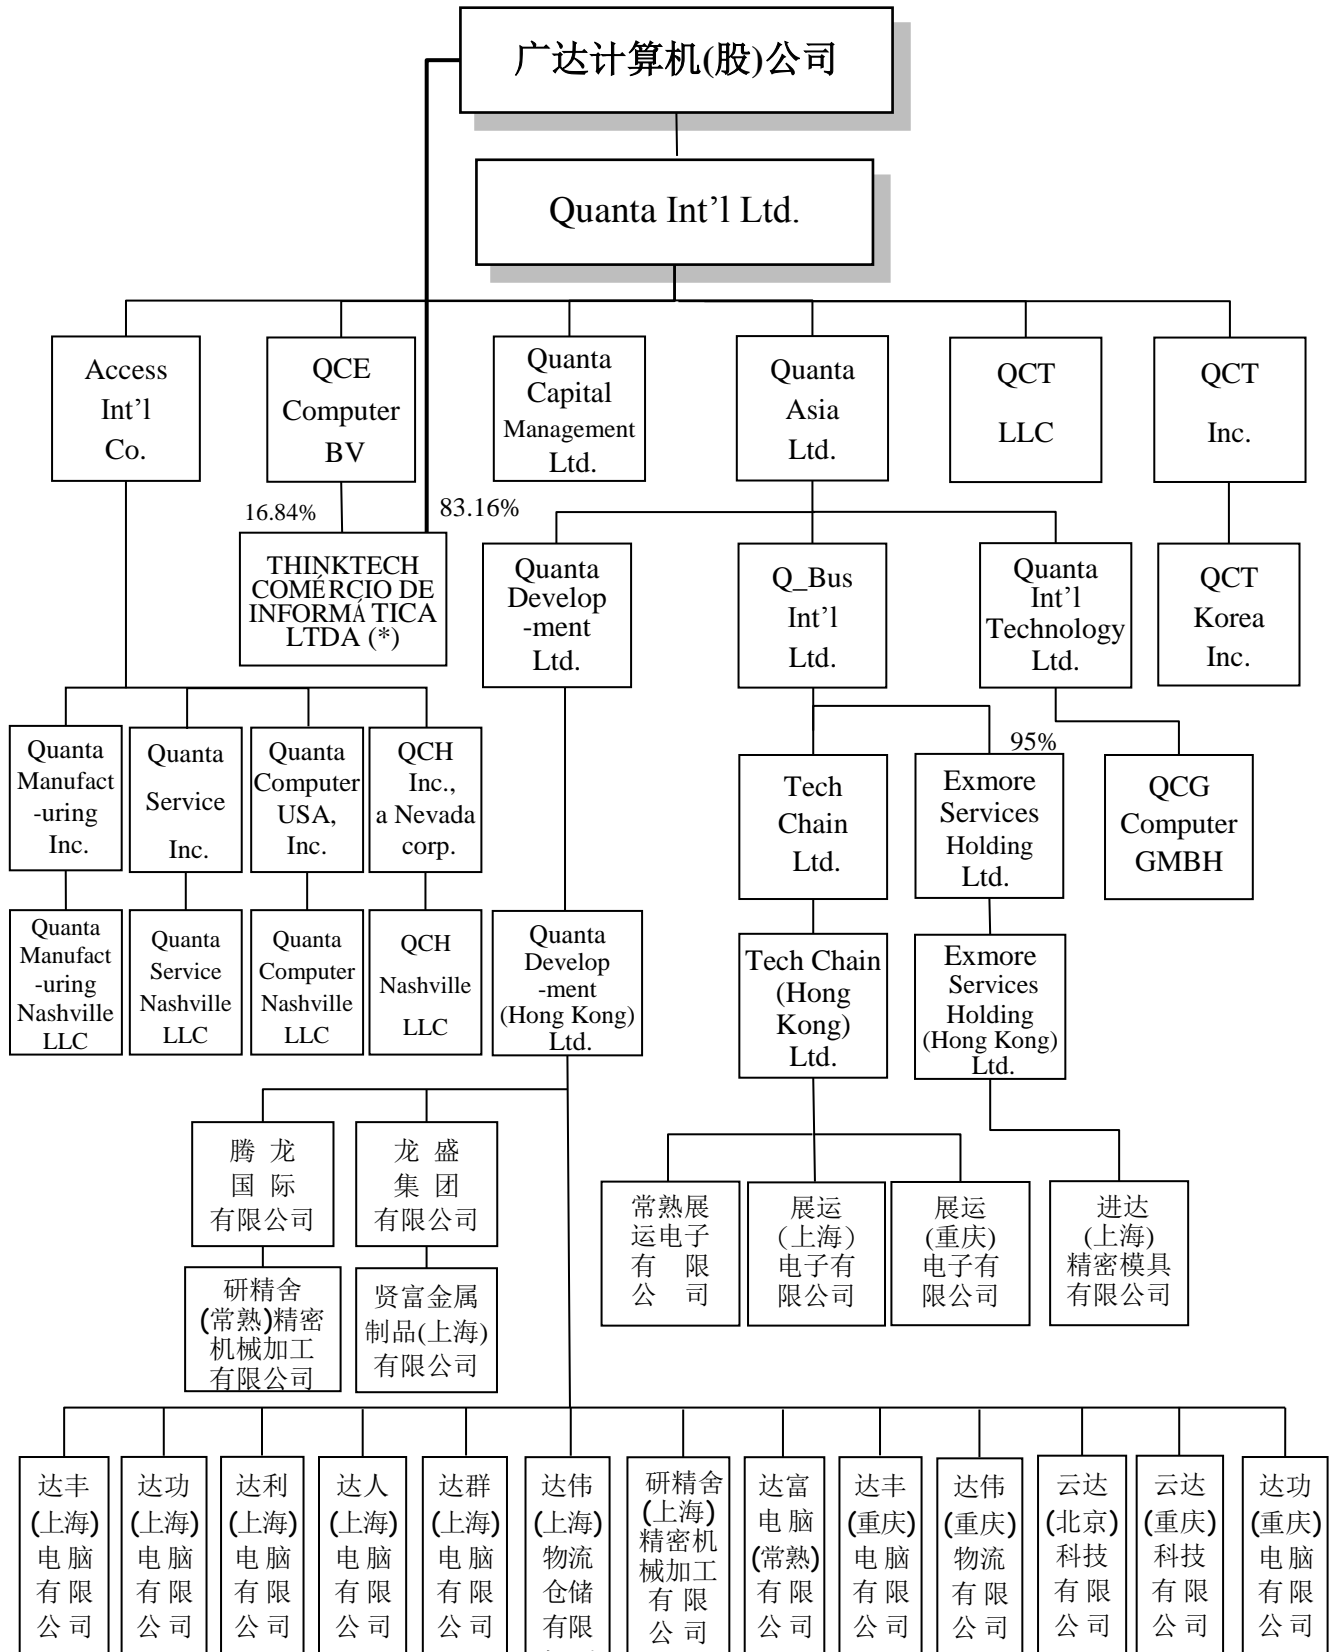 广达计算机(股)公司
Quanta Int’l Ltd.
Access
Int’l
Co.
QCE
Computer
BV
Quanta
Capital
Management
Ltd.
Quanta
Asia
Ltd.
QCT
LLC
QCT
Inc.
16.84%
83.16%
THINKTECH
COMÉRCIO DE
INFORMÁ TICA
LTDA (*)
Quanta
Develop
-ment
Ltd.
Q_Bus
Int’l
Ltd.
Quanta
Int’l
Technology
Ltd.
QCT
Korea
Inc.
Quanta
Manufact
-uring
Inc.
Quanta
Service
Inc.
Quanta
Computer
USA,
Inc.
QCH
Inc.,
a Nevada
corp.
Tech
Chain
Ltd.
95%
Exmore
Services
Holding
Ltd.
QCG
Computer
GMBH
Quanta
Manufact
-uring
Nashville
LLC
Quanta
Service
Nashville
LLC
Quanta
Computer
Nashville
LLC
QCH
Nashville
LLC
Quanta
Develop
-ment
(Hong Kong)
Ltd.
Tech Chain
(Hong
Kong)
Ltd.
Exmore
Services
Holding
(Hong Kong)
Ltd.
腾 龙
国 际
有限公司
龙 盛
集 团
有限公司
常熟展
运电子
有 限
公 司
展运
(上海)
电子有
限公司
展运
(重庆)
电子有
限公司
进达
(上海)
精密模具
有限公司
研精舍
(常熟)精密
机械加工
有限公司
贤富金属
制品(上海)
有限公司
达丰
(上海)
电 脑
有 限
公 司
达功
(上海)
电 脑
有 限
公 司
达利
(上海)
电 脑
有 限
公 司
达人
(上海)
电 脑
有 限
公 司
达群
(上海)
电 脑
有 限
公 司
达伟
(上海)
物流
仓储
有限
研精舍
(上海)
精密机
械加工
有 限
公 司
达富
电 脑
(常熟)
有 限
公 司
达丰
(重庆)
电 脑
有 限
公 司
达伟
(重庆)
物流
有 限
公 司
云达
(北京)
科技
有 限
公 司
云达
(重庆)
科技
有 限
公 司
达功
(重庆)
电 脑
有 限
公 司